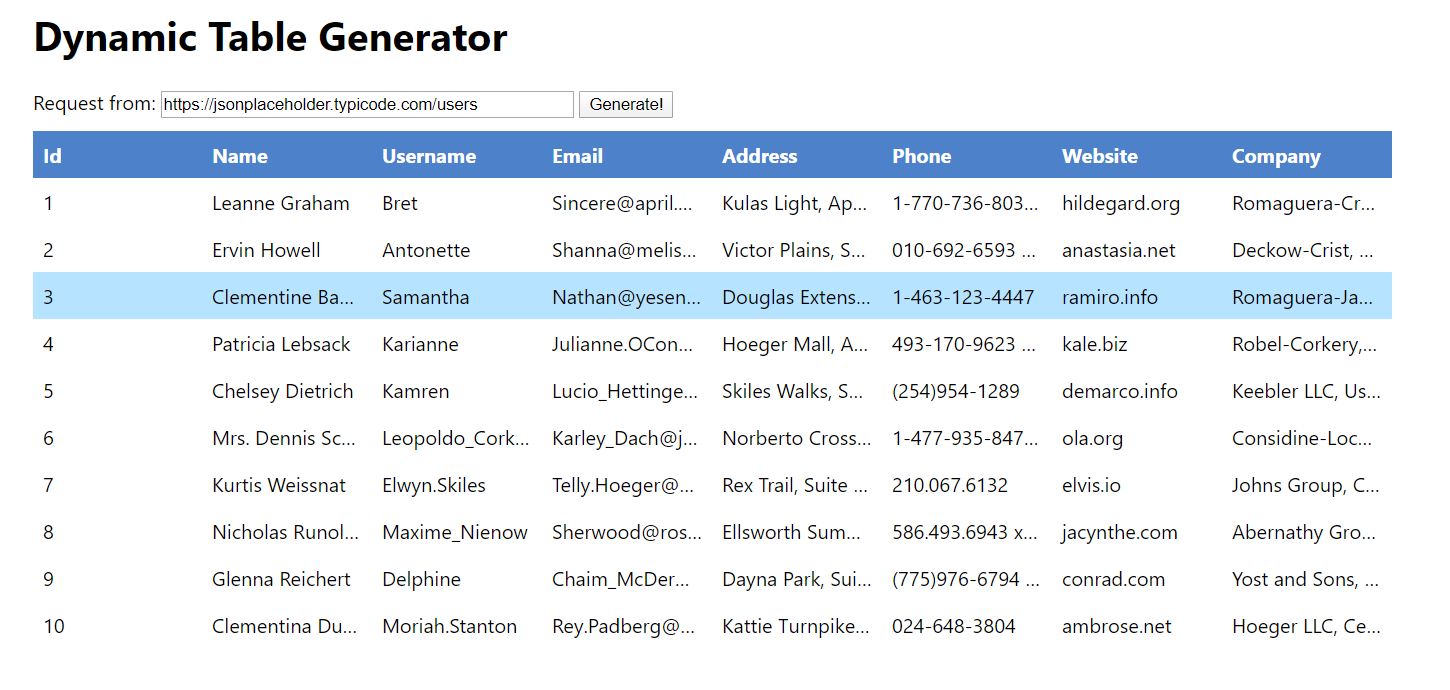 Dynamic Table Generator
Request from: https://jsonplaceholder.typicode.com/users Generate!
Id Name Username Email Address Phone Website Company
1 Leanne Graham Bret Sincere@april.... Kulas Light, Ap... 1-770-736-803... hildegard.org Romaguera-Cr...
2 Ervin Howell Antonette Shanna@melis... Victor Plains, S... 010-692-6593 ... anastasia.net Deckow-Crist, ...
3 Clementine Ba... Samantha Nathan@yesen... Douglas Extens... 1-463-123-4447 ramiro.info Romaguera-Ja...
4 Patricia Lebsack Karianne Julianne.OCon... Hoeger Mall, A... 493-170-9623 ... kale.biz Robel-Corkery,...
5 Chelsey Dietrich Kamren Lucio_Hettinge... Skiles Walks, S... (254)954-1289 demarco.info Keebler LLC, Us...
6 Mrs. Dennis Sc... Leopoldo_Cork... Karley_Dach@j... Norberto Cross... 1-477-935-847... ola.org Considine-Loc...
7 Kurtis Weissnat Elwyn.Skiles Telly.Hoeger@... Rex Trail, Suite ... 210.067.6132 elvis.io Johns Group, C...
8 Nicholas Runol... Maxime_Nienow Sherwood@ros... Ellsworth Sum... 586.493.6943 x... jacynthe.com Abernathy Gro...
9 Glenna Reichert Delphine Chaim_McDer... Dayna Park, Sui... (775)976-6794 ... conrad.com Yost and Sons, ...
10 Clementina Du... Moriah.Stanton Rey.Padberg@... Kattie Turnpike... 024-648-3804 ambrose.net Hoeger LLC, Ce...